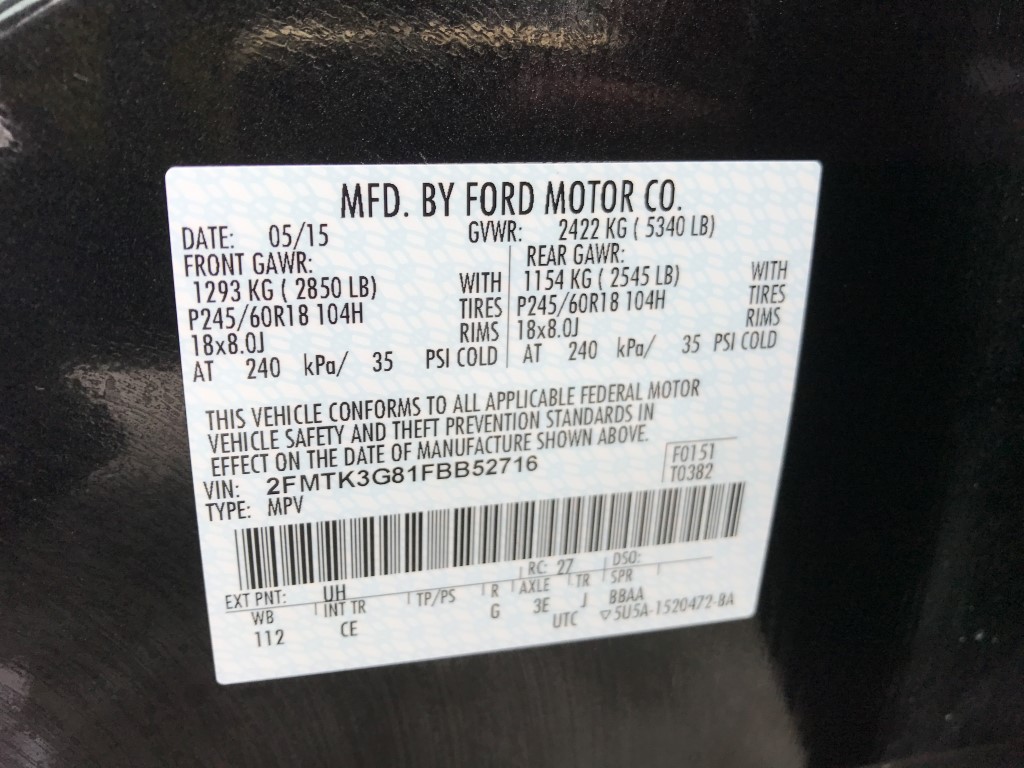 MFD. BY FORD MOTOR CO.
DATE: 05/15 GVWR: 2422 KG ( 5340 LB)
FRONT GAWR: REAR GAWR:
1293 KG ( 2850 LB) WITH 1154 KG (2545 LB) WITH
P245/60R18 104H TIRES P245/60R18 104H TIRES
18x8.0J RIMS 18x8.0J RIMS
AT 240 kPa/ 35 PSI COLD AT 240 kPa/ 35 PSI COLD
THIS VEHICLE CONFORMS TO ALL APPLICABLE FEDERAL MOTOR
VEHICLE SAFETY AND THEFT PREVENTION STANDARDS IN
EFFECT ON THE DATE OF MANUFACTURE SHOWN ABOVE.
VIN: 2FMTK3G81FBB52716 F0151
TYPE: MPV T0382
EXT PNT: UH RC: 27 DSO:
WB INT TR TP/PS R AXLE TR SPR
112 CE G 3E J BBAA
UTC ▽5U5A-1520472-BA